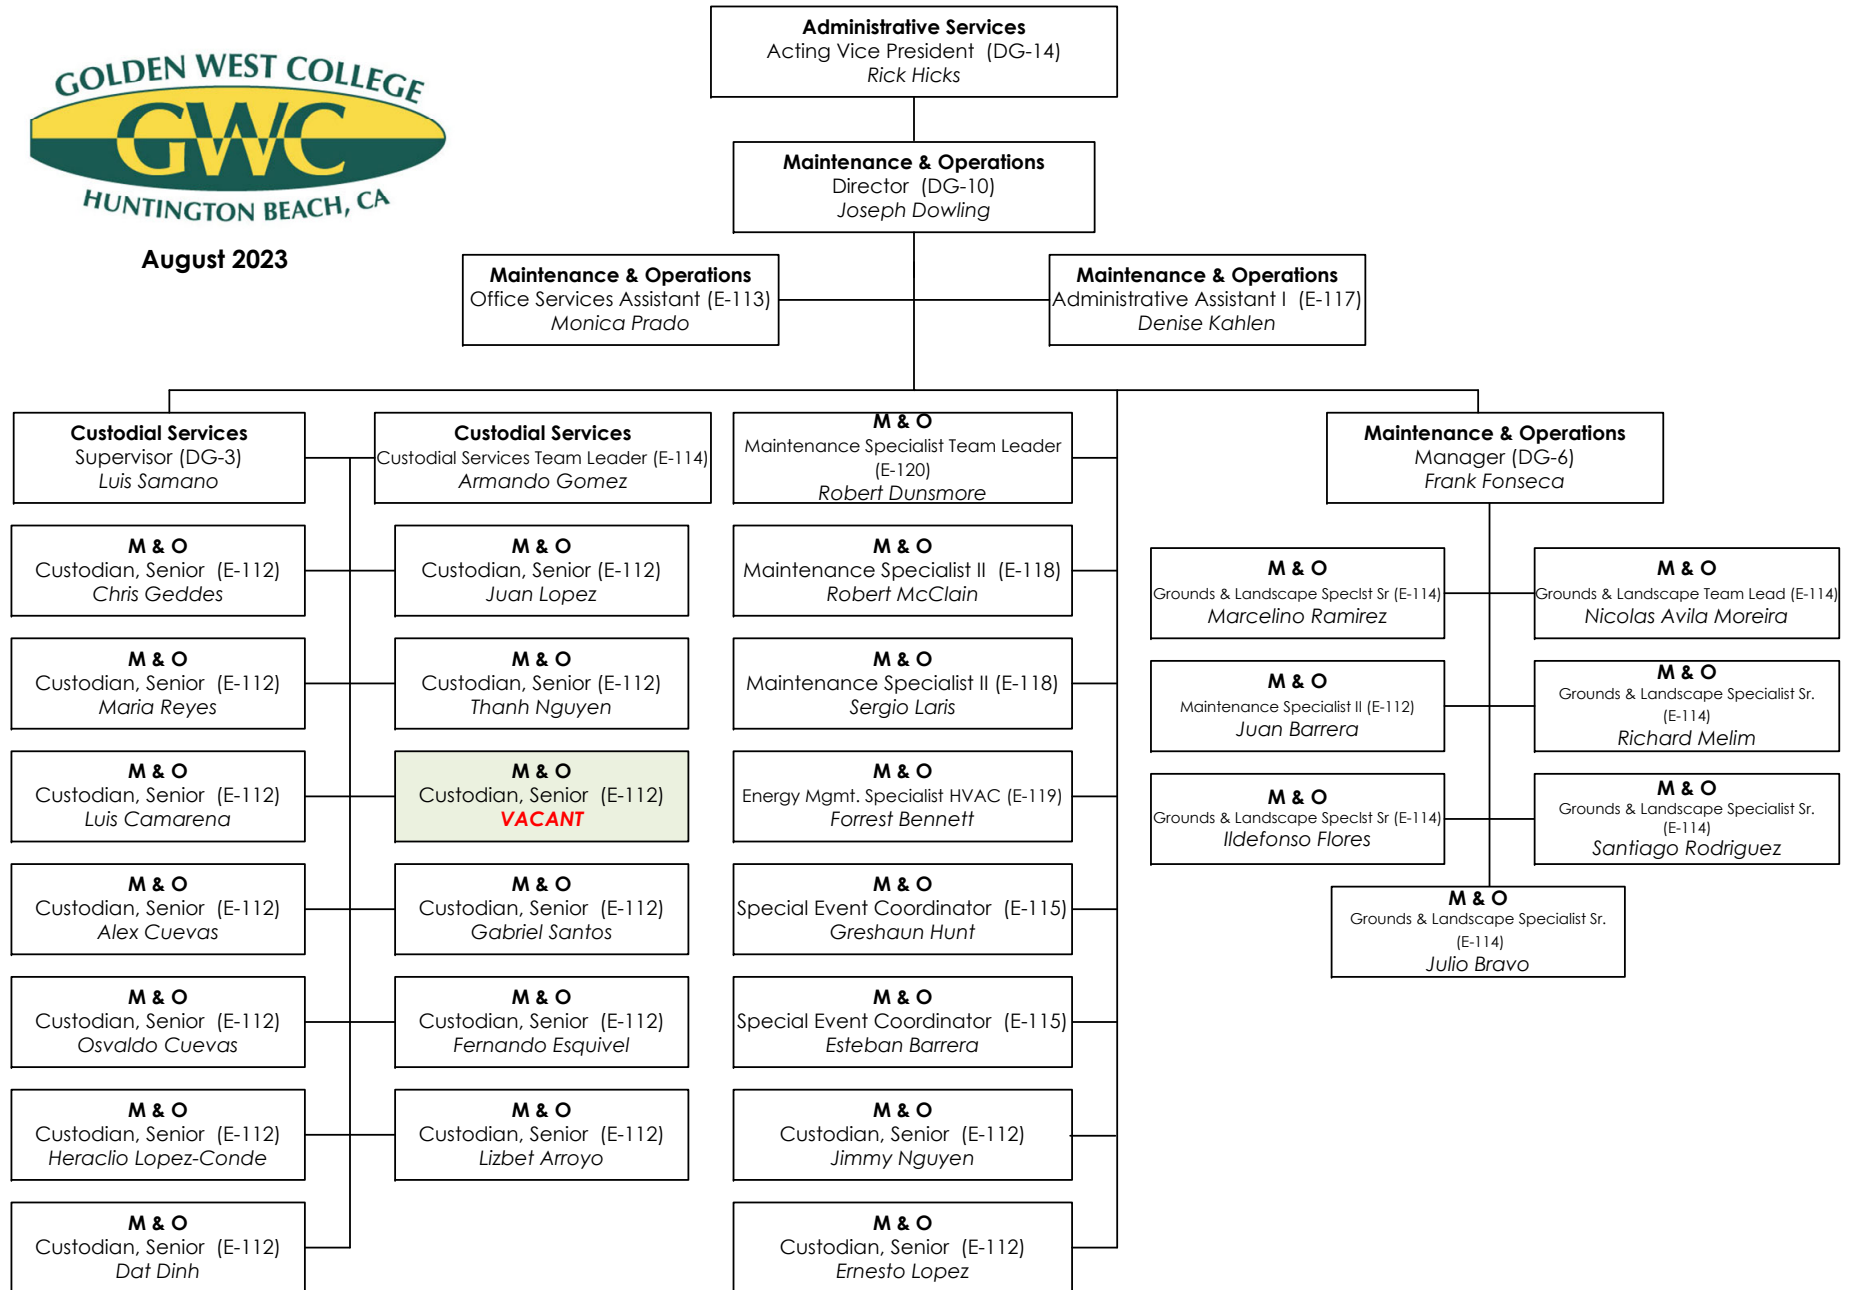 GOLDEN WEST COLLEGE
GWC
HUNTINGTON BEACH, CA
August 2023
Administrative Services
Acting Vice President (DG-14)
Rick Hicks
Maintenance & Operations
Director (DG-10)
Joseph Dowling
Maintenance & Operations
Office Services Assistant (E-113)
Monica Prado
Maintenance & Operations
Administrative Assistant I (E-117)
Denise Kahlen
Custodial Services
Supervisor (DG-3)
Luis Samano
Custodial Services
Custodial Services Team Leader (E-114)
Armando Gomez
M & O
Custodian, Senior (E-112)
Chris Geddes
M & O
Custodian, Senior (E-112)
Juan Lopez
M & O
Custodian, Senior (E-112)
Maria Reyes
M & O
Custodian, Senior (E-112)
Thanh Nguyen
M & O
Custodian, Senior (E-112)
Luis Camarena
M & O
Custodian, Senior (E-112)
VACANT
M & O
Custodian, Senior (E-112)
Alex Cuevas
M & O
Custodian, Senior (E-112)
Gabriel Santos
M & O
Custodian, Senior (E-112)
Osvaldo Cuevas
M & O
Custodian, Senior (E-112)
Fernando Esquivel
M & O
Custodian, Senior (E-112)
Heraclio Lopez-Conde
M & O
Custodian, Senior (E-112)
Lizbet Arroyo
M & O
Custodian, Senior (E-112)
Dat Dinh
M & O
Maintenance Specialist Team Leader
(E-120)
Robert Dunsmore
M & O
Maintenance Specialist II (E-118)
Robert McClain
M & O
Maintenance Specialist II (E-118)
Sergio Laris
M & O
Energy Mgmt. Specialist HVAC (E-119)
Forrest Bennett
M & O
Special Event Coordinator (E-115)
Greshaun Hunt
M & O
Special Event Coordinator (E-115)
Esteban Barrera
M & O
Custodian, Senior (E-112)
Jimmy Nguyen
M & O
Custodian, Senior (E-112)
Ernesto Lopez
Maintenance & Operations
Manager (DG-6)
Frank Fonseca
M & O
Grounds & Landscape Speclst Sr (E-114)
Marcelino Ramirez
M & O
Grounds & Landscape Team Lead (E-114)
Nicolas Avila Moreira
M & O
Maintenance Specialist II (E-112)
Juan Barrera
M & O
Grounds & Landscape Specialist Sr.
(E-114)
Richard Melim
M & O
Grounds & Landscape Speclst Sr (E-114)
Ildefonso Flores
M & O
Grounds & Landscape Specialist Sr.
(E-114)
Santiago Rodriguez
M & O
Grounds & Landscape Specialist Sr.
(E-114)
Julio Bravo